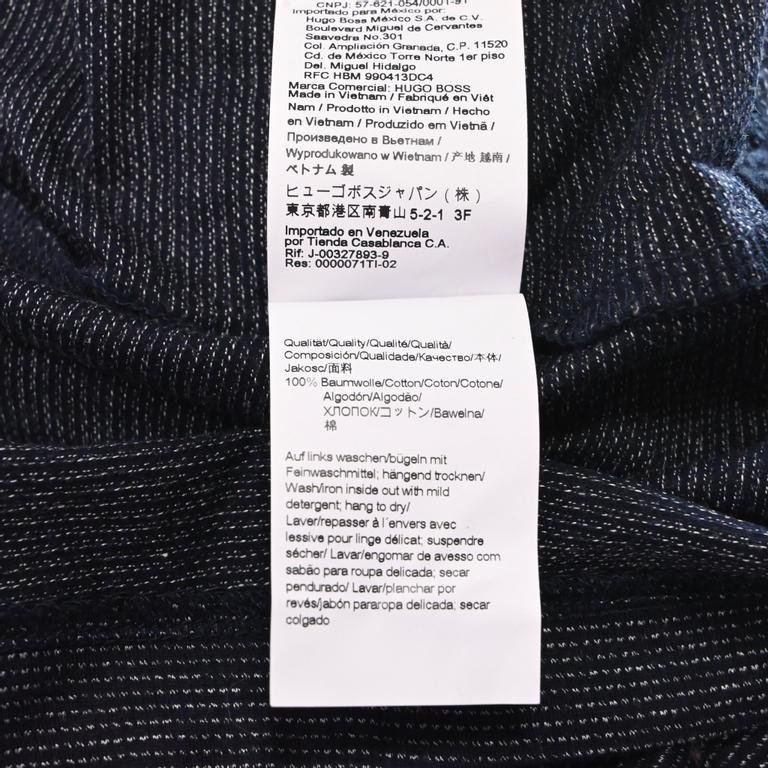 CNPJ: 57-621-054/0001-91
Importado para México por:
Hugo Boss México S.A. de C.V.
Boulevard Miguel de Cervantes
Saavedra No.301
Col. Ampliación Granada, C.P. 11520
Cd. de México Torre Norte 1er piso
Del. Miguel Hidalgo
RFC HBM 990413DC4
Marca Comercial: HUGO BOSS
Made in Vietnam / Fabriqué en Viêt
Nam / Prodotto in Vietnam / Hecho
en Vietnam / Produzido em Vietnã /
Произведено в Вьетнам /
Wyprodukowano w Wietnam / 产地 越南 /
ベトナム 製
ヒューゴボスジャパン (株)
東京都港区南青山 5-2-1 3F
Importado en Venezuela
por Tienda Casablanca C.A.
Rif: J-00327893-9
Res: 0000071TI-02
Qualität/Quality/Qualité/Qualità/
Composición/Qualidade/Качество/本体/
Jakosc/面料
100% Baumwolle/Cotton/Coton/Cotone/
Algodón/Algodão/
ХЛОПОК/コットン/Bawelna/
棉
Auf links waschen/bügeln mit
Feinwaschmittel; hängend trocknen/
Wash/iron inside out with mild
detergent; hang to dry/
Laver/repasser à l'envers avec
lessive pour linge délicat; suspendre
sécher/ Lavar/engomar de avesso com
sabão para roupa delicada; secar
pendurado/ Lavar/planchar por
revés/jabón pararopa delicada; secar
colgado